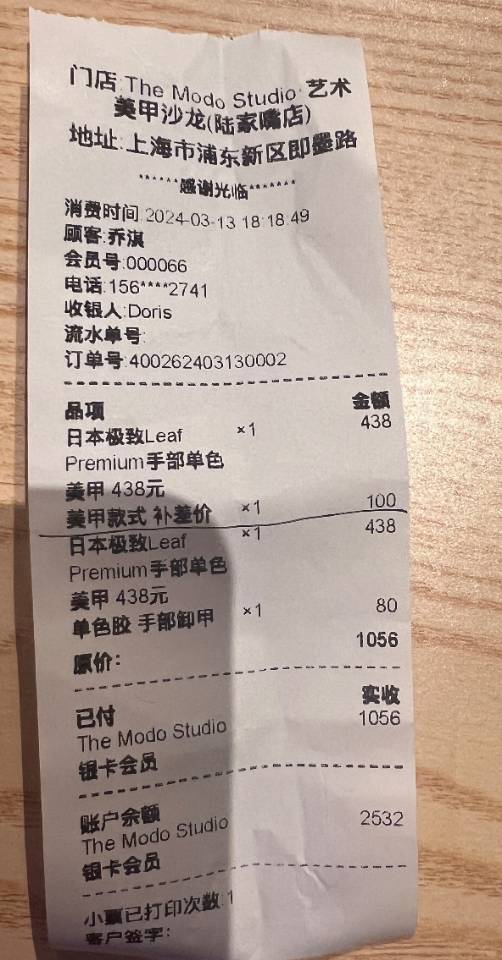 门店:The Modo Studio·艺术
美甲沙龙(陆家嘴店)
地址:上海市浦东新区即墨路
******感谢光临*******
消费时间:2024-03-13 18:18:49
顾客:乔淇
会员号:000066
电话:156****2741
收银人:Doris
流水单号:
订单号:400262403130002
品项 金额
日本极致Leaf ×1 438
Premium手部单色
美甲 438元
美甲款式 补差价 ×1 100
日本极致Leaf ×1 438
Premium手部单色
美甲 438元
单色胶 手部卸甲 ×1 80
原价: 1056
已付 实收
The Modo Studio 1056
银卡会员
账户余额
The Modo Studio 2532
银卡会员
小票已打印次数:1
客户签字: